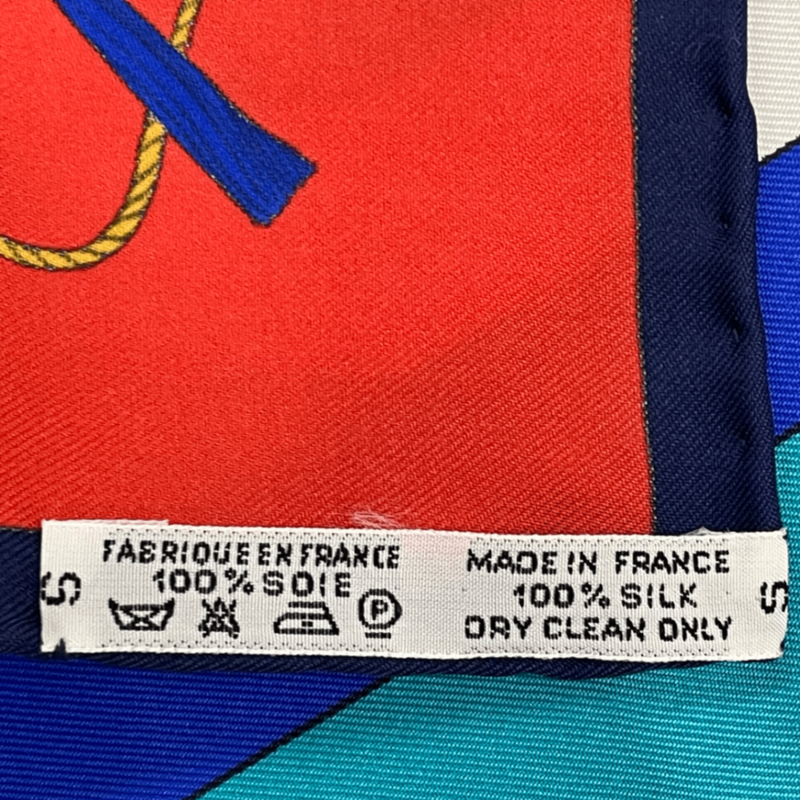 FABRIQUE EN FRANCE
100% SOIE
P
MADE IN FRANCE
100% SILK
DRY CLEAN ONLY
S
S